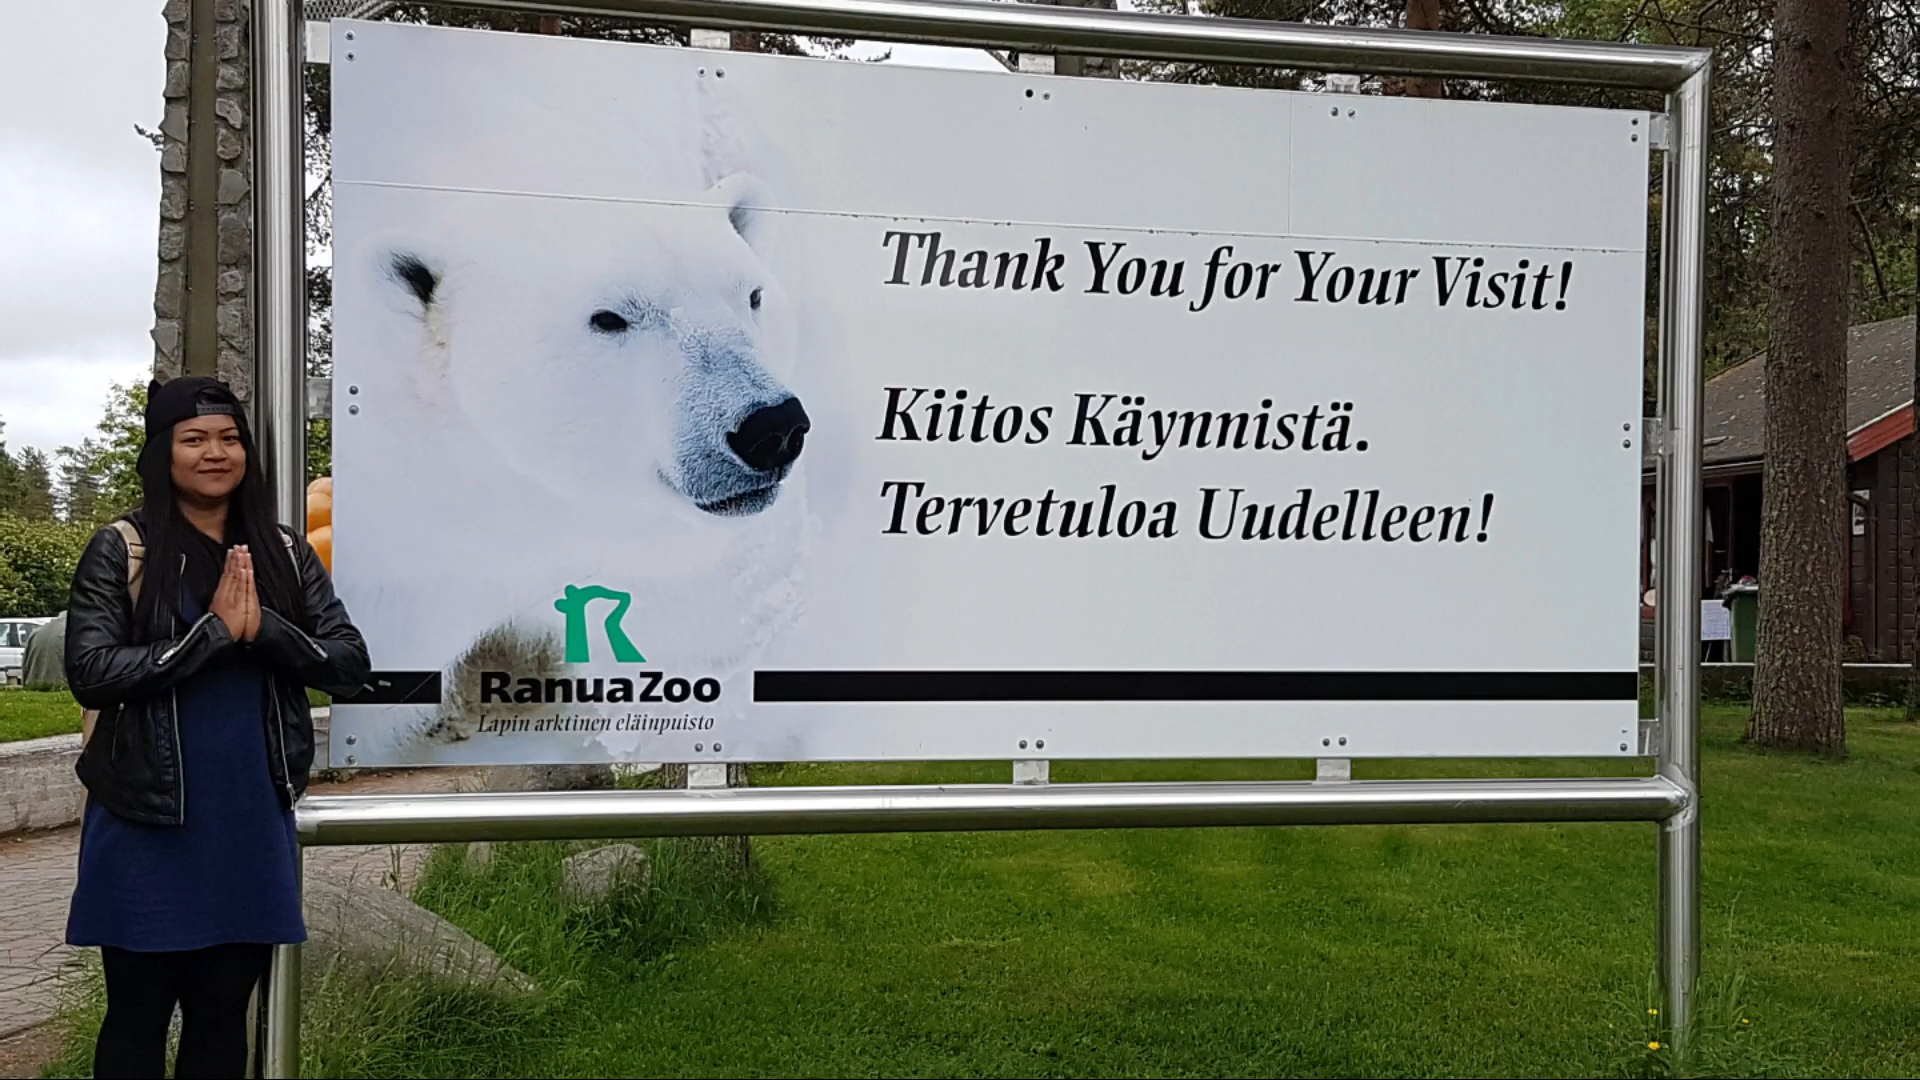 Thank You for Your Visit!
Kiitos Käynnistä.
Tervetuloa Uudelleen!
RanuaZoo
Lapin arktinen eläinpuisto